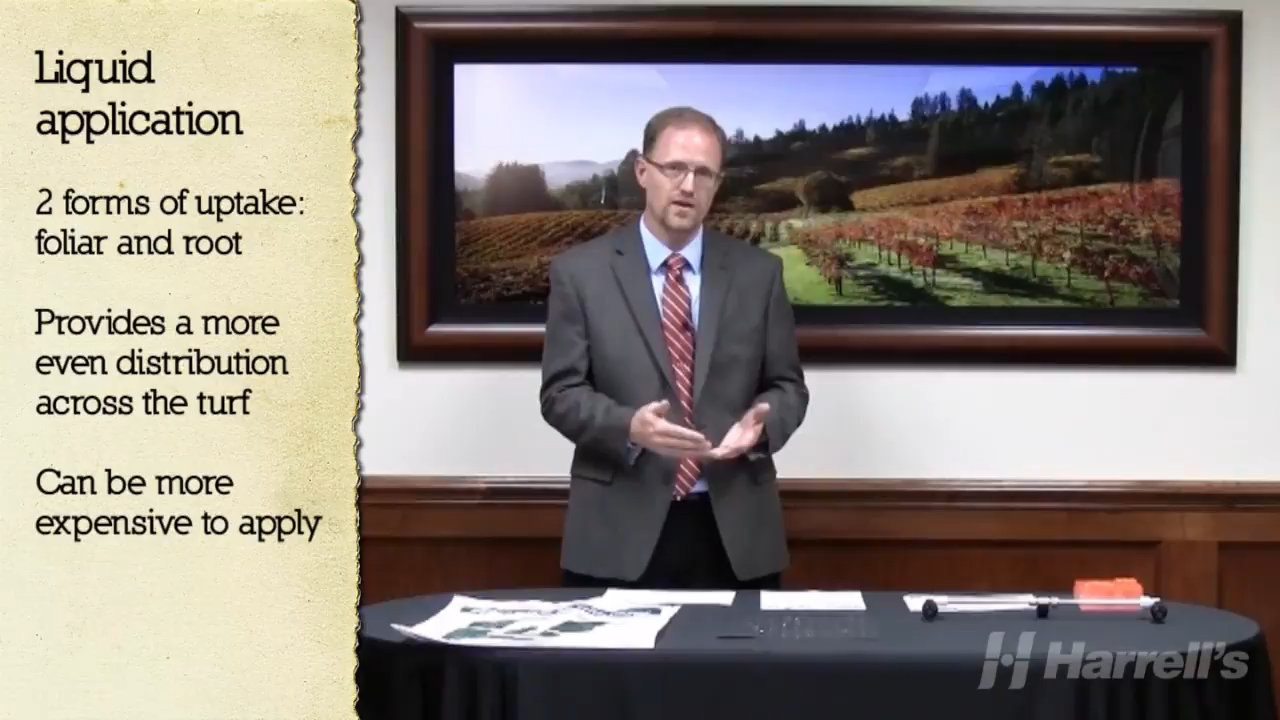 Liquid
application
2 forms of uptake:
foliar and root
Provides a more
even distribution
across the turf
Can be more
expensive to apply
Harrell's